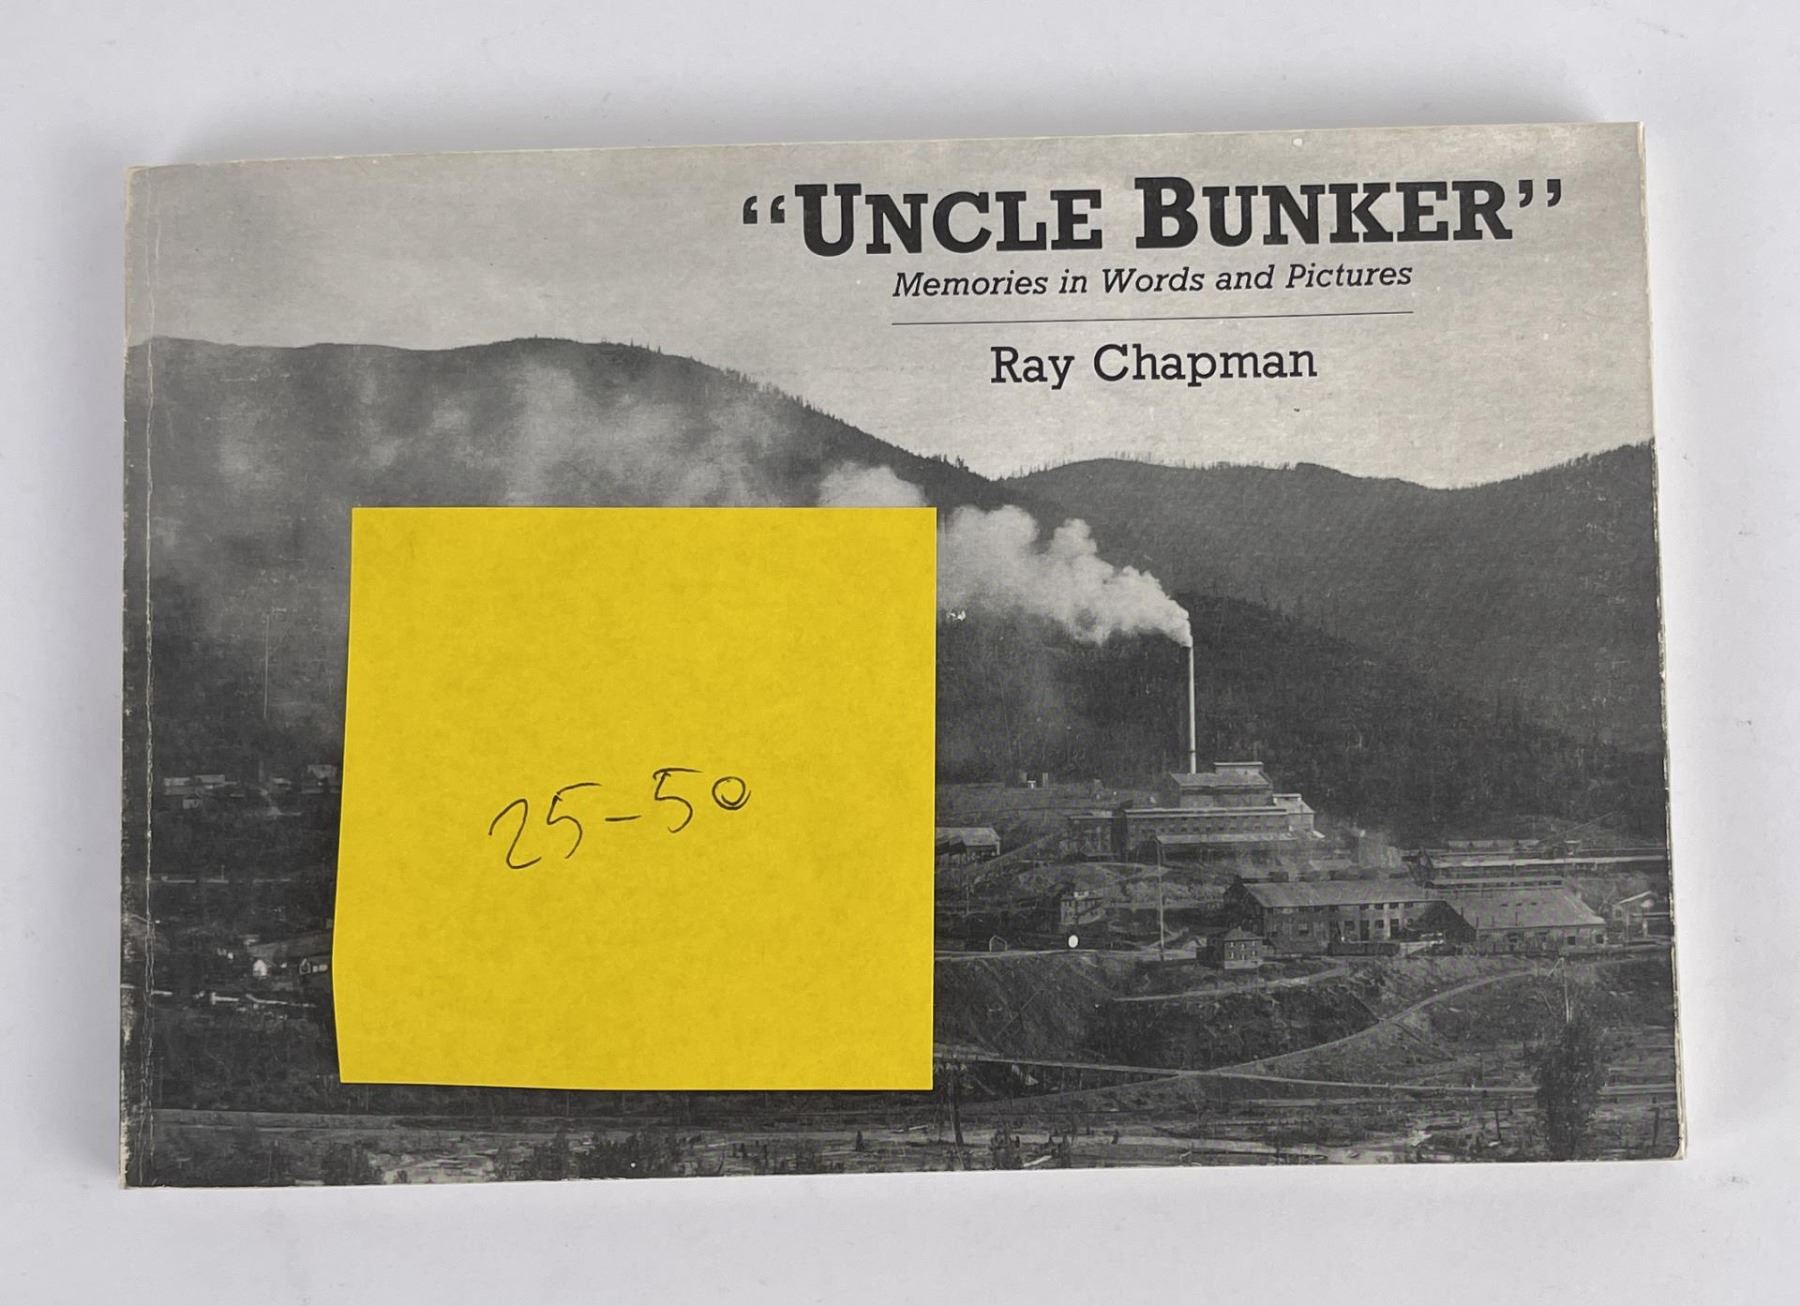 “UNCLE BUNKER”
Memories in Words and Pictures
Ray Chapman
25-50